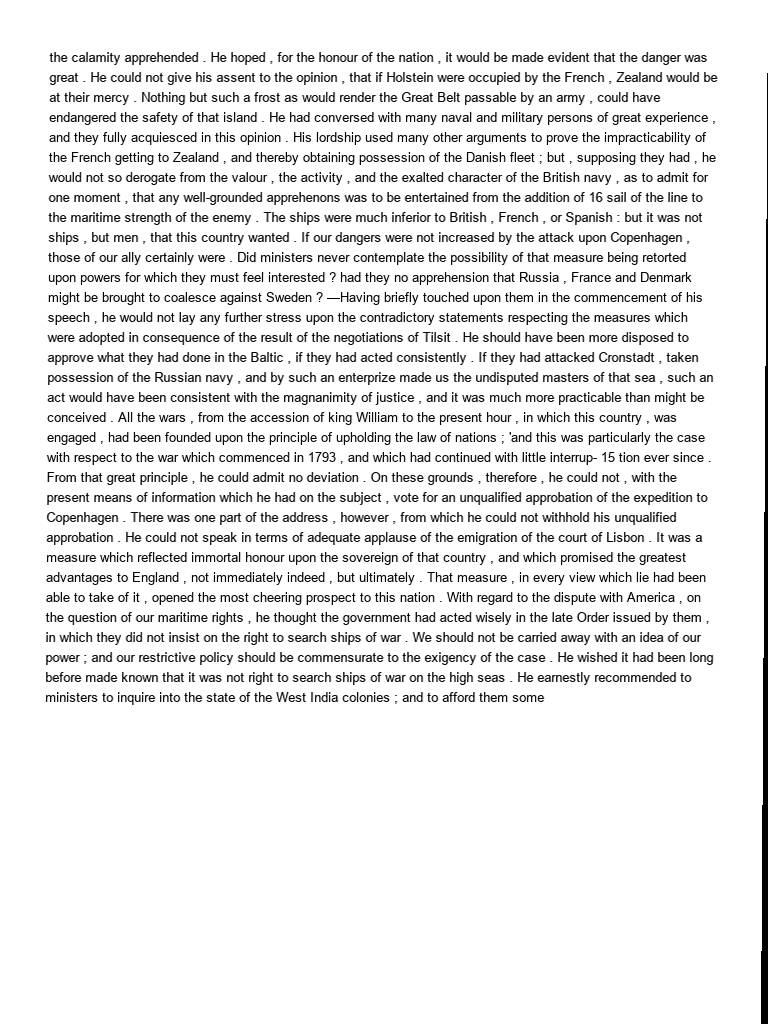 the calamity apprehended . He hoped , for the honour of the nation , it would be made evident that the danger was
great . He could not give his assent to the opinion , that if Holstein were occupied by the French , Zealand would be
at their mercy . Nothing but such a frost as would render the Great Belt passable by an army , could have
endangered the safety of that island . He had conversed with many naval and military persons of great experience ,
and they fully acquiesced in this opinion . His lordship used many other arguments to prove the impracticability of
the French getting to Zealand , and thereby obtaining possession of the Danish fleet ; but , supposing they had , he
would not so derogate from the valour , the activity , and the exalted character of the British navy , as to admit for
one moment , that any well-grounded apprehenons was to be entertained from the addition of 16 sail of the line to
the maritime strength of the enemy . The ships were much inferior to British , French , or Spanish : but it was not
ships , but men , that this country wanted . If our dangers were not increased by the attack upon Copenhagen ,
those of our ally certainly were . Did ministers never contemplate the possibility of that measure being retorted
upon powers for which they must feel interested ? had they no apprehension that Russia , France and Denmark
might be brought to coalesce against Sweden ? —Having briefly touched upon them in the commencement of his
speech , he would not lay any further stress upon the contradictory statements respecting the measures which
were adopted in consequence of the result of the negotiations of Tilsit . He should have been more disposed to
approve what they had done in the Baltic , if they had acted consistently . If they had attacked Cronstadt , taken
possession of the Russian navy , and by such an enterprize made us the undisputed masters of that sea , such an
act would have been consistent with the magnanimity of justice , and it was much more practicable than might be
conceived . All the wars , from the accession of king William to the present hour , in which this country , was
engaged , had been founded upon the principle of upholding the law of nations ; 'and this was particularly the case
with respect to the war which commenced in 1793 , and which had continued with little interrup- 15 tion ever since .
From that great principle , he could admit no deviation . On these grounds , therefore , he could not , with the
present means of information which he had on the subject , vote for an unqualified approbation of the expedition to
Copenhagen . There was one part of the address , however , from which he could not withhold his unqualified
approbation . He could not speak in terms of adequate applause of the emigration of the court of Lisbon . It was a
measure which reflected immortal honour upon the sovereign of that country , and which promised the greatest
advantages to England , not immediately indeed , but ultimately . That measure , in every view which lie had been
able to take of it , opened the most cheering prospect to this nation . With regard to the dispute with America , on
the question of our maritime rights , he thought the government had acted wisely in the late Order issued by them ,
in which they did not insist on the right to search ships of war . We should not be carried away with an idea of our
power ; and our restrictive policy should be commensurate to the exigency of the case . He wished it had been long
before made known that it was not right to search ships of war on the high seas . He earnestly recommended to
ministers to inquire into the state of the West India colonies ; and to afford them some